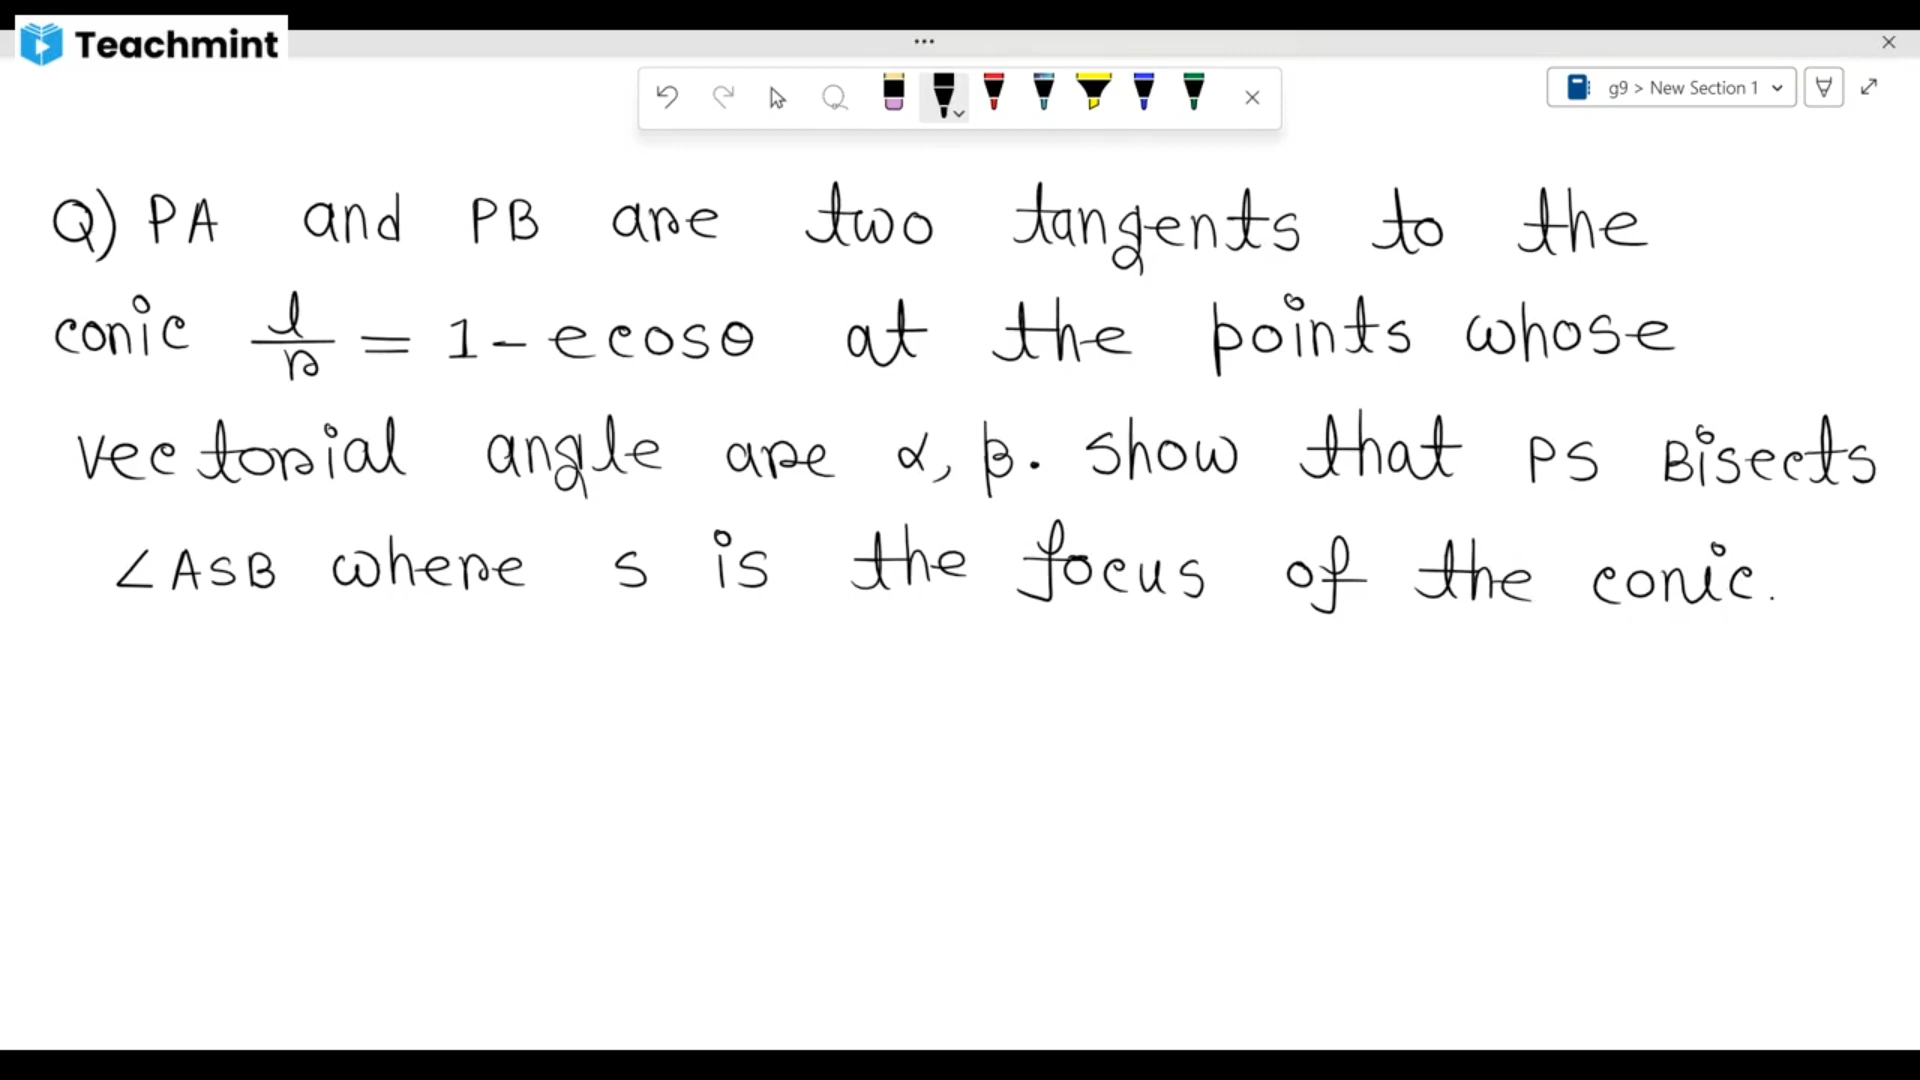 Teachmint
g9 > New Section 1
Q) PA and PB are two tangents to the
conic l/r = 1 - e cosθ at the points whose
vectorial angle are α, β. show that PS Bisects
∠ASB where s is the focus of the conic.